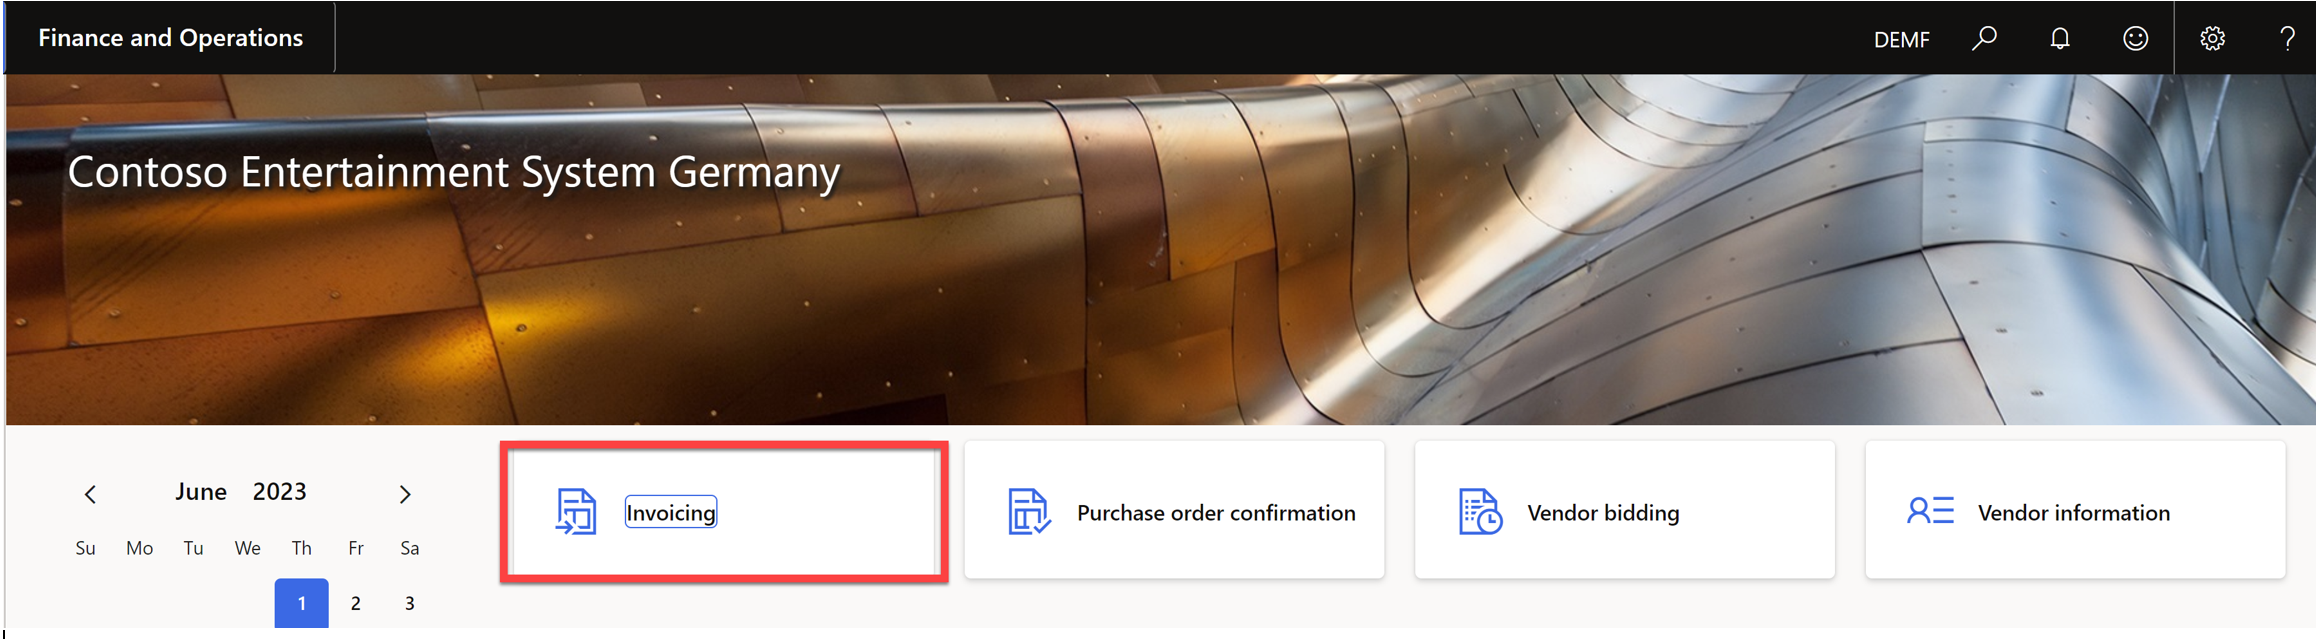 Finance and Operations
DEMF
?
Contoso Entertainment System Germany
June 2023
Su Mo Tu We Th Fr Sa
1 2 3
Invoicing
Purchase order confirmation
Vendor bidding
Vendor information